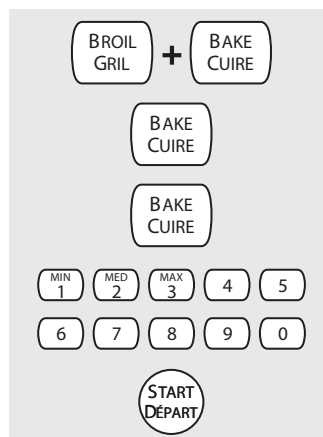 BROIL + BAKE
GRIL CUIRE
BAKE
CUIRE
BAKE
CUIRE
MIN MED MAX
1 2 3 4 5
6 7 8 9 0
START
DÉPART